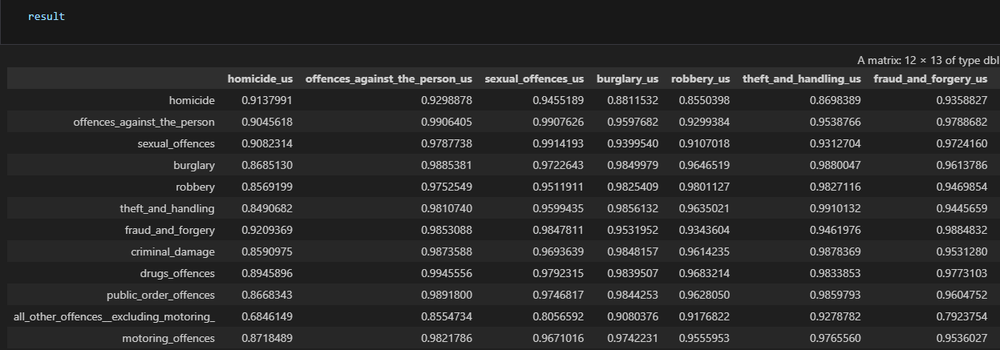 result
A matrix: 12 × 13 of type dbl
homicide_us offences_against_the_person_us sexual_offences_us burglary_us robbery_us theft_and_handling_us fraud_and_forgery_us
homicide 0.9137991 0.9298878 0.9455189 0.8811532 0.8550398 0.8698389 0.9358827
offences_against_the_person 0.9045618 0.9906405 0.9907626 0.9597682 0.9299384 0.9538766 0.9788682
sexual_offences 0.9082314 0.9787738 0.9914193 0.9399540 0.9107018 0.9312704 0.9724160
burglary 0.8685130 0.9885381 0.9722643 0.9849979 0.9646519 0.9880047 0.9613786
robbery 0.8569199 0.9752549 0.9511911 0.9825409 0.9801127 0.9827116 0.9469854
theft_and_handling 0.8490682 0.9810740 0.9599435 0.9856132 0.9635021 0.9910132 0.9445659
fraud_and_forgery 0.9209369 0.9853088 0.9847811 0.9531952 0.9343604 0.9461976 0.9884832
criminal_damage 0.8590975 0.9873588 0.9693639 0.9848157 0.9614235 0.9878369 0.9531280
drugs_offences 0.8945896 0.9945556 0.9792315 0.9839507 0.9683214 0.9833853 0.9773103
public_order_offences 0.8668343 0.9891800 0.9746817 0.9844253 0.9628050 0.9859793 0.9604752
all_other_offences__excluding_motoring_ 0.6846149 0.8554734 0.8056592 0.9080376 0.9176822 0.9278782 0.7923754
motoring_offences 0.8718489 0.9821786 0.9671016 0.9742231 0.9555953 0.9765560 0.9536027